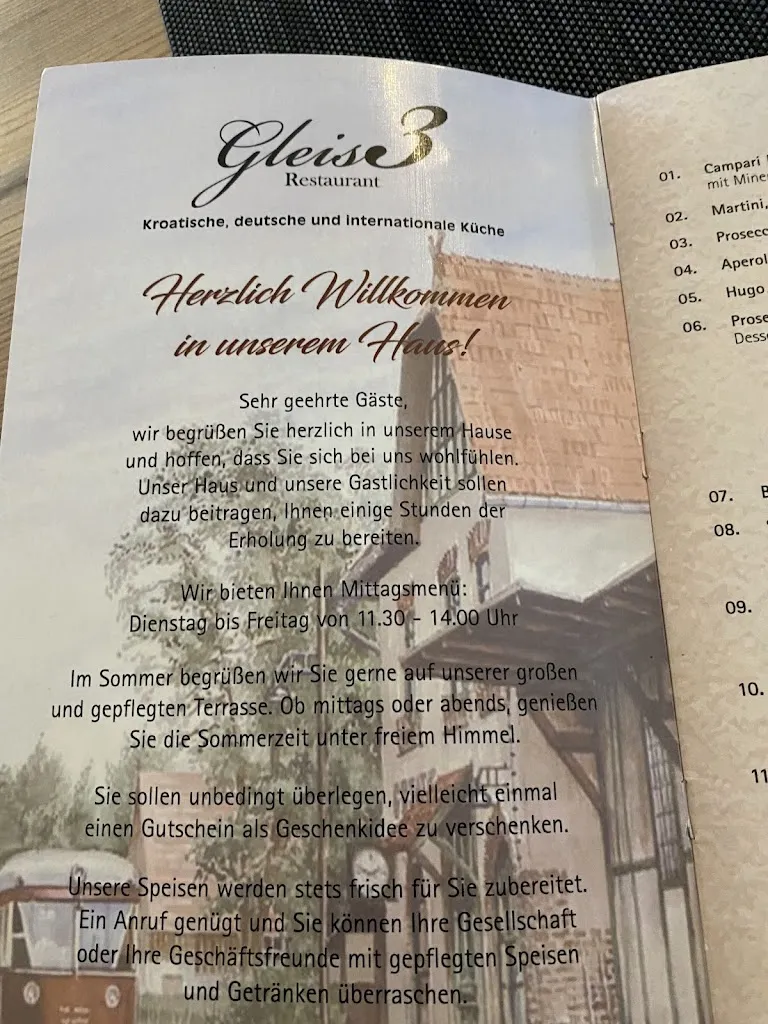 Gleis 3
Restaurant
Kroatische, deutsche und internationale Küche
Herzlich Willkommen
in unserem Haus!
Sehr geehrte Gäste,
wir begrüßen Sie herzlich in unserem Hause
und hoffen, dass Sie sich bei uns wohlfühlen.
Unser Haus und unsere Gastlichkeit sollen
dazu beitragen, Ihnen einige Stunden der
Erholung zu bereiten.
Wir bieten Ihnen Mittagsmenü:
Dienstag bis Freitag von 11.30 - 14.00 Uhr
Im Sommer begrüßen wir Sie gerne auf unserer großen
und gepflegten Terrasse. Ob mittags oder abends, genießen
Sie die Sommerzeit unter freiem Himmel.
Sie sollen unbedingt überlegen, vielleicht einmal
einen Gutschein als Geschenkidee zu verschenken.
Unsere Speisen werden stets frisch für Sie zubereitet.
Ein Anruf genügt und Sie können Ihre Gesellschaft
oder Ihre Geschäftsfreunde mit gepflegten Speisen
und Getränken überraschen.
01. Campari
mit
02. Martini,
03.
04. Aperol
05. Hugo
06.
07.
08.
09.
10.
11